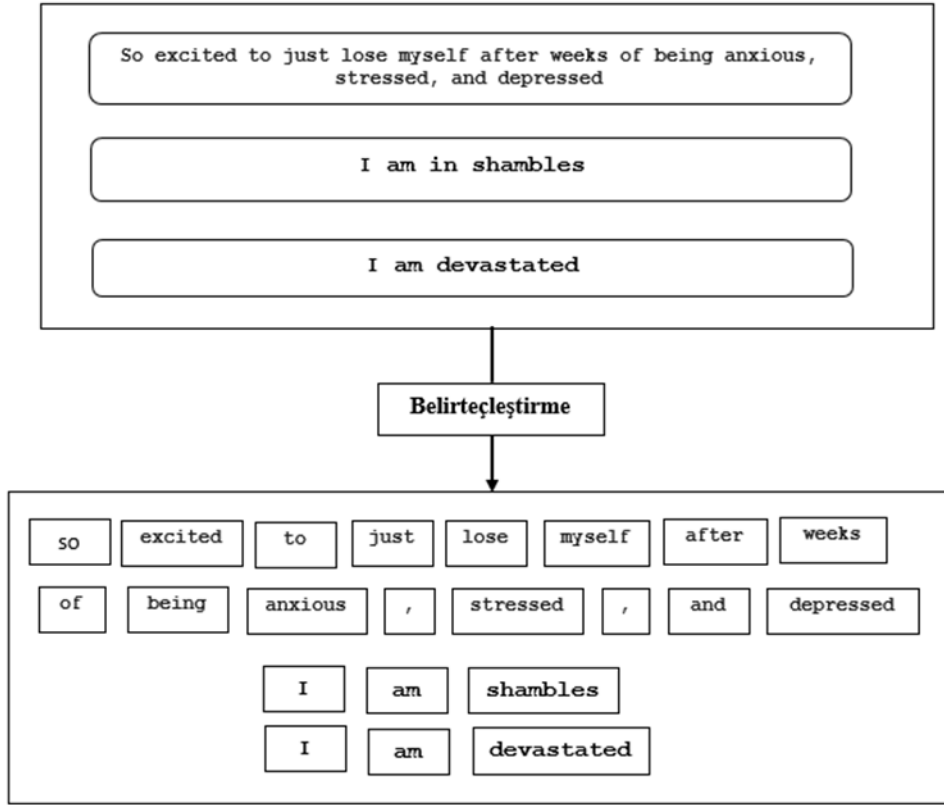 So excited to just lose myself after weeks of being anxious,
stressed, and depressed
I am in shambles
I am devastated
Belirteçleştirme
so excited to just lose myself after weeks
of being anxious , stressed , and depressed
I am shambles
I am devastated